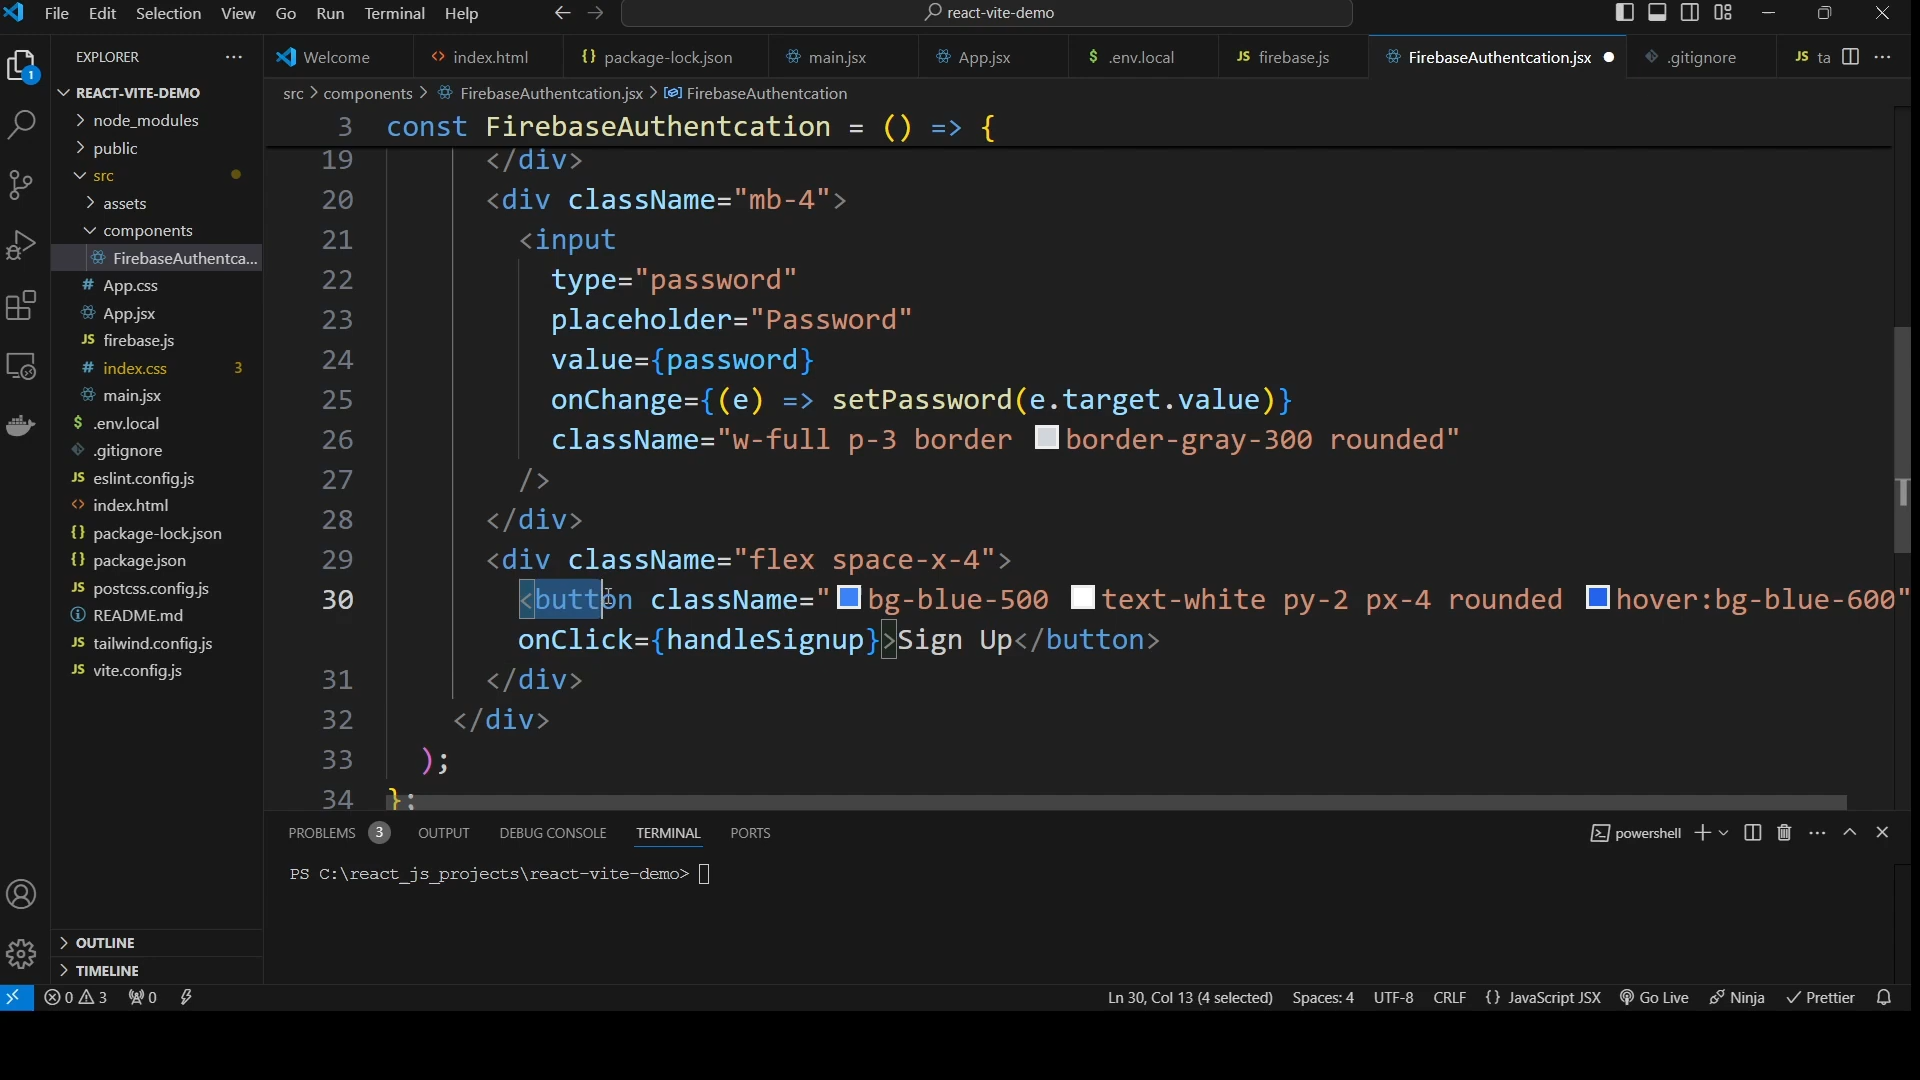 File Edit Selection View Go Run Terminal Help
react-vite-demo
EXPLORER
1
Welcome
index.html
package-lock.json
main.jsx
App.jsx
.env.local
firebase.js
FirebaseAuthentcation.jsx
.gitignore
JS ta
src > components > FirebaseAuthentcation.jsx > FirebaseAuthentcation
REACT-VITE-DEMO
node_modules
public
src
assets
components
FirebaseAuthentca...
App.css
App.jsx
firebase.js
index.css 3
main.jsx
.env.local
.gitignore
eslint.config.js
index.html
package-lock.json
package.json
postcss.config.js
README.md
tailwind.config.js
vite.config.js
OUTLINE
TIMELINE
3 const FirebaseAuthentcation = () => {
19 </div>
20 <div className="mb-4">
21 <input
22 type="password"
23 placeholder="Password"
24 value={password}
25 onChange={(e) => setPassword(e.target.value)}
26 className="w-full p-3 border border-gray-300 rounded"
27 />
28 </div>
29 <div className="flex space-x-4">
30 <button className="bg-blue-500 text-white py-2 px-4 rounded hover:bg-blue-600"
onClick={handleSignup}>Sign Up</button>
31 </div>
32 </div>
33 );
34 };
PROBLEMS 3 OUTPUT DEBUG CONSOLE TERMINAL PORTS
powershell
PS C:\react_js_projects\react-vite-demo>
0 3 0
Ln 30, Col 13 (4 selected) Spaces: 4 UTF-8 CRLF {} JavaScript JSX Go Live Ninja Prettier